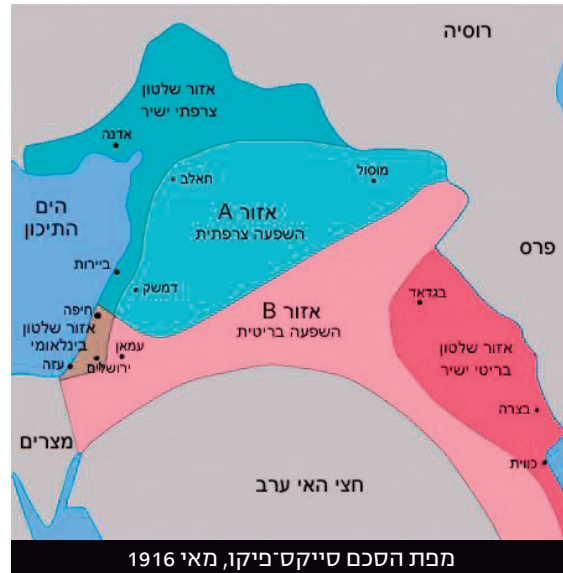 רוסיה
אזור שלטון
צרפתי ישיר
אדנה
חאלב
מוסול
הים
התיכון
אזור A
השפעה צרפתית
פרס
ביירות
דמשק
אזור B
השפעה בריטית
בגדאד
חיפה
אזור שלטון
בינלאומי
עמאן
ירושלים
עזה
אזור שלטון
בריטי ישיר
בצרה
מצרים
כווית
חצי האי ערב
מפת הסכם סייקס־פיקו, מאי 1916